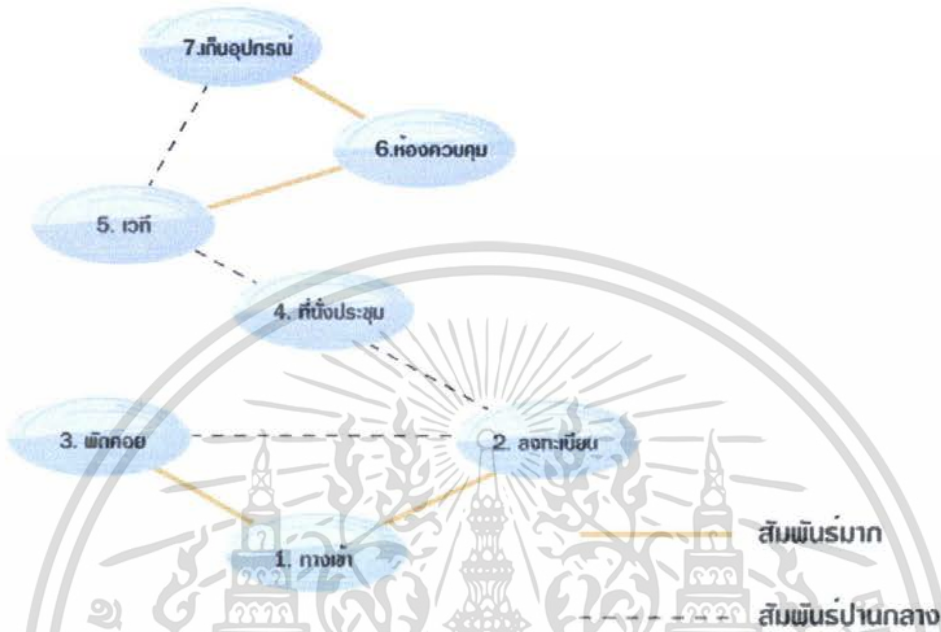 7.เก็บอุปกรณ์
6.ห้องควบคุม
5. เวที
4. ที่นั่งประชุม
3. พักคอย
2. ลงทะเบียน
1. ทางเข้า
สัมพันธ์มาก
สัมพันธ์ปานกลาง